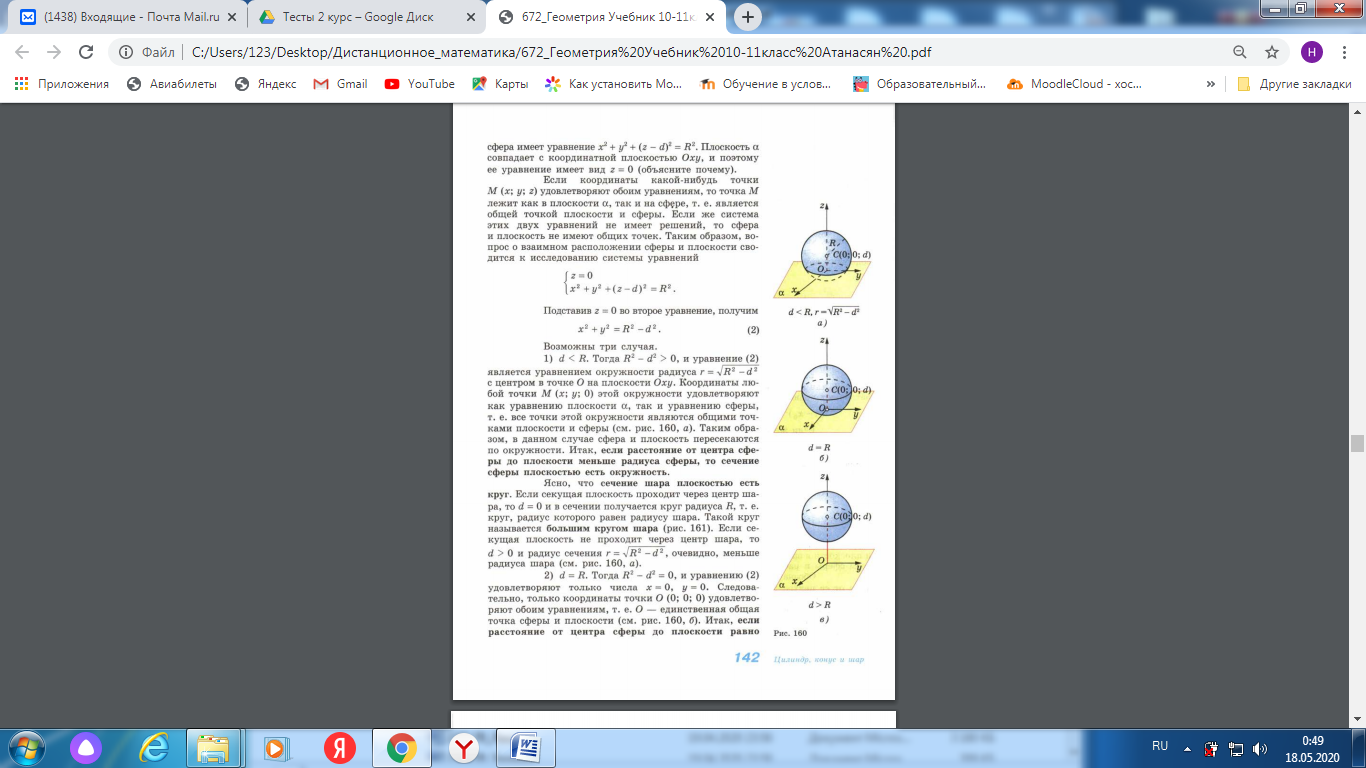 (1438) Входящие - Почта Mail.ru
Тесты 2 курс – Google Диск
672_Геометрия Учебник 10-11к
Файл
C:/Users/123/Desktop/Дистанционное_математика/672_Геометрия%20Учебник%2010-11класс%20Атанасян%20.pdf
Н
Приложения
Авиабилеты
Яндекс
Gmail
YouTube
Карты
Как установить Mo...
Обучение в услов...
Образовательный...
MoodleCloud - хос...
»
Другие закладки
сфера имеет уравнение x² + y² + (z − d)² = R². Плоскость α
совпадает с координатной плоскостью Oxy, и поэтому
ее уравнение имеет вид z = 0 (объясните почему).
Если координаты какой-нибудь точки
M (x; y; z) удовлетворяют обоим уравнениям, то точка M
лежит как в плоскости α, так и на сфере, т. е. является
общей точкой плоскости и сферы. Если же система
этих двух уравнений не имеет решений, то сфера
и плоскость не имеют общих точек. Таким образом, во-
прос о взаимном расположении сферы и плоскости сво-
дится к исследованию системы уравнений
z = 0
x² + y² + (z − d)² = R².
Подставив z = 0 во второе уравнение, получим
x² + y² = R² − d². (2)
Возможны три случая.
1) d < R. Тогда R² − d² > 0, и уравнение (2)
является уравнением окружности радиуса r = √R² − d²
с центром в точке O на плоскости Oxy. Координаты лю-
бой точки M (x; y; 0) этой окружности удовлетворяют
как уравнению плоскости α, так и уравнению сферы,
т. е. все точки этой окружности являются общими точ-
ками плоскости и сферы (см. рис. 160, а). Таким обра-
зом, в данном случае сфера и плоскость пересекаются
по окружности. Итак, если расстояние от центра сфе-
ры до плоскости меньше радиуса сферы, то сечение
сферы плоскостью есть окружность.
Ясно, что сечение шара плоскостью есть
круг. Если секущая плоскость проходит через центр ша-
ра, то d = 0 и в сечении получается круг радиуса R, т. е.
круг, радиус которого равен радиусу шара. Такой круг
называется большим кругом шара (рис. 161). Если се-
кущая плоскость не проходит через центр шара, то
d > 0 и радиус сечения r = √R² − d², очевидно, меньше
радиуса шара (см. рис. 160, а).
2) d = R. Тогда R² − d² = 0, и уравнению (2)
удовлетворяют только числа x = 0, y = 0. Следова-
тельно, только координаты точки O (0; 0; 0) удовлетво-
ряют обоим уравнениям, т. е. O — единственная общая
точка сферы и плоскости (см. рис. 160, б). Итак, если
расстояние от центра сферы до плоскости равно
z
R
C(0; 0; d)
O
y
x
α
d < R, r = √R² − d²
а)
z
C(0; 0; d)
O
y
x
α
d = R
б)
z
C(0; 0; d)
O
y
x
α
d > R
в)
Рис. 160
142 Цилиндр, конус и шар
RU
0:49
18.05.2020